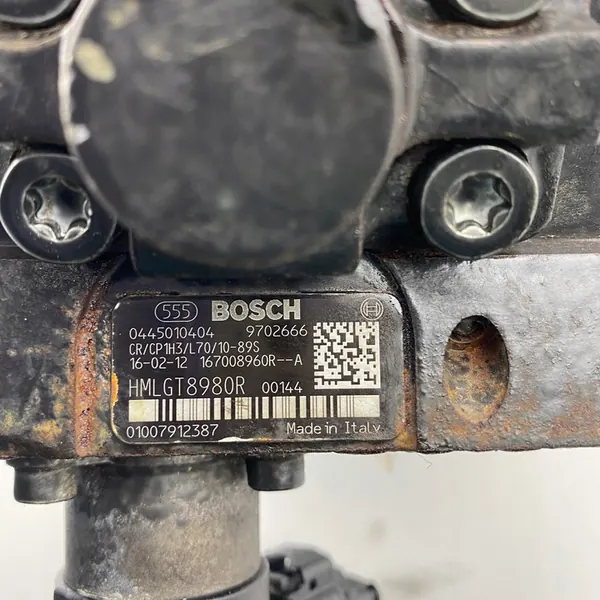 555 BOSCH
0445010404 9702666
CR/CP1H3/L70/10-89S
16-02-12 167008960R--A
HMLGT8980R 00144
01007912387 Made in Italy